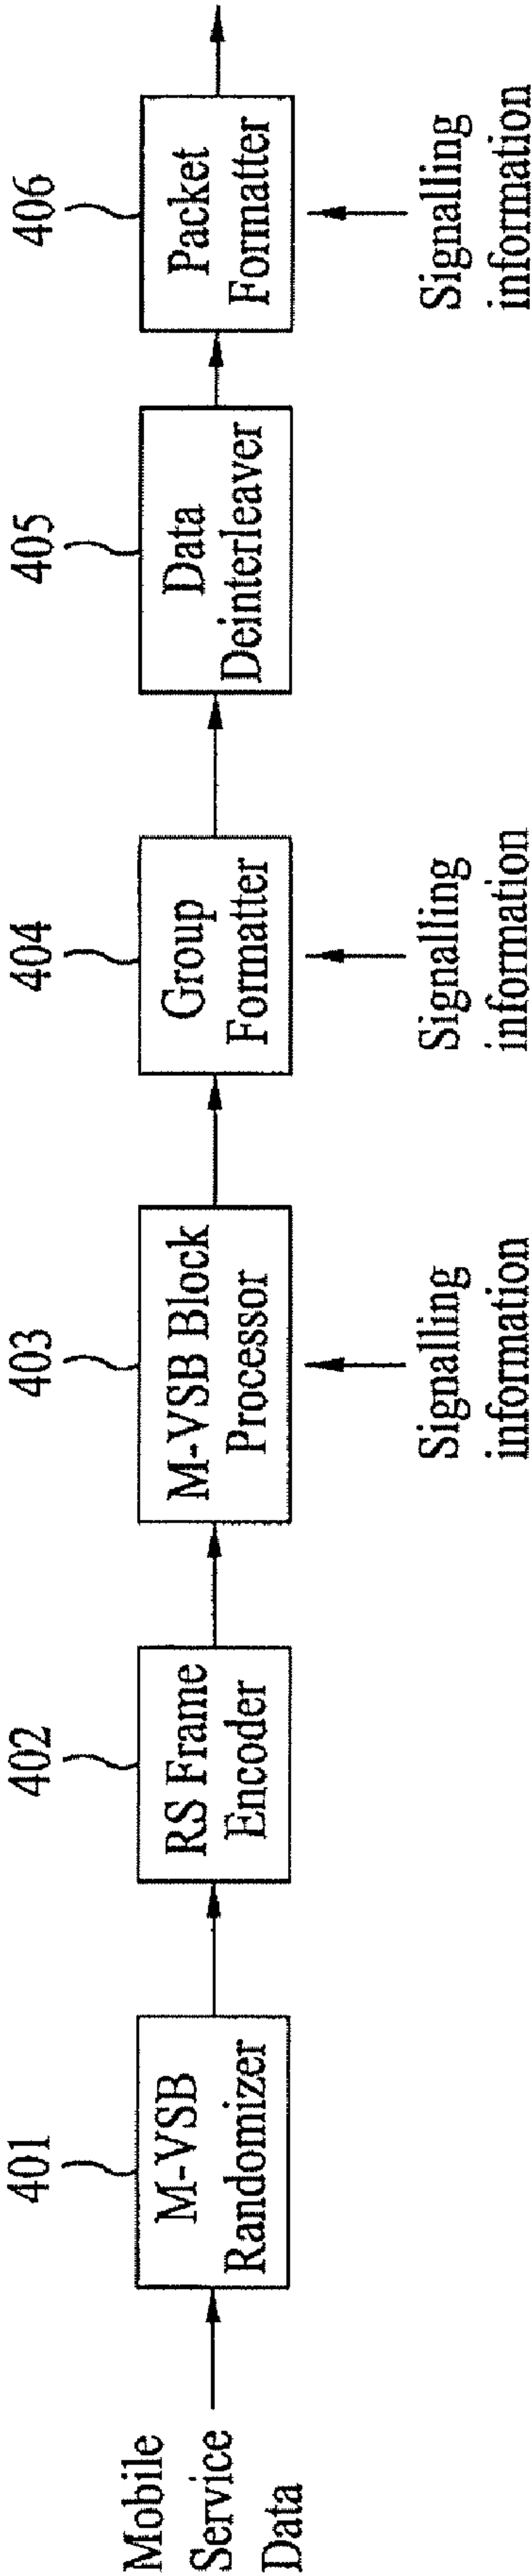 401
402
403
404
405
406
Mobile
Service
Data
M-VSB
Randomizer
RS Frame
Encoder
M-VSB Block
Processor
Group
Formatter
Data
Deinterleaver
Packet
Formatter
Signalling
information
Signalling
information
Signalling
information